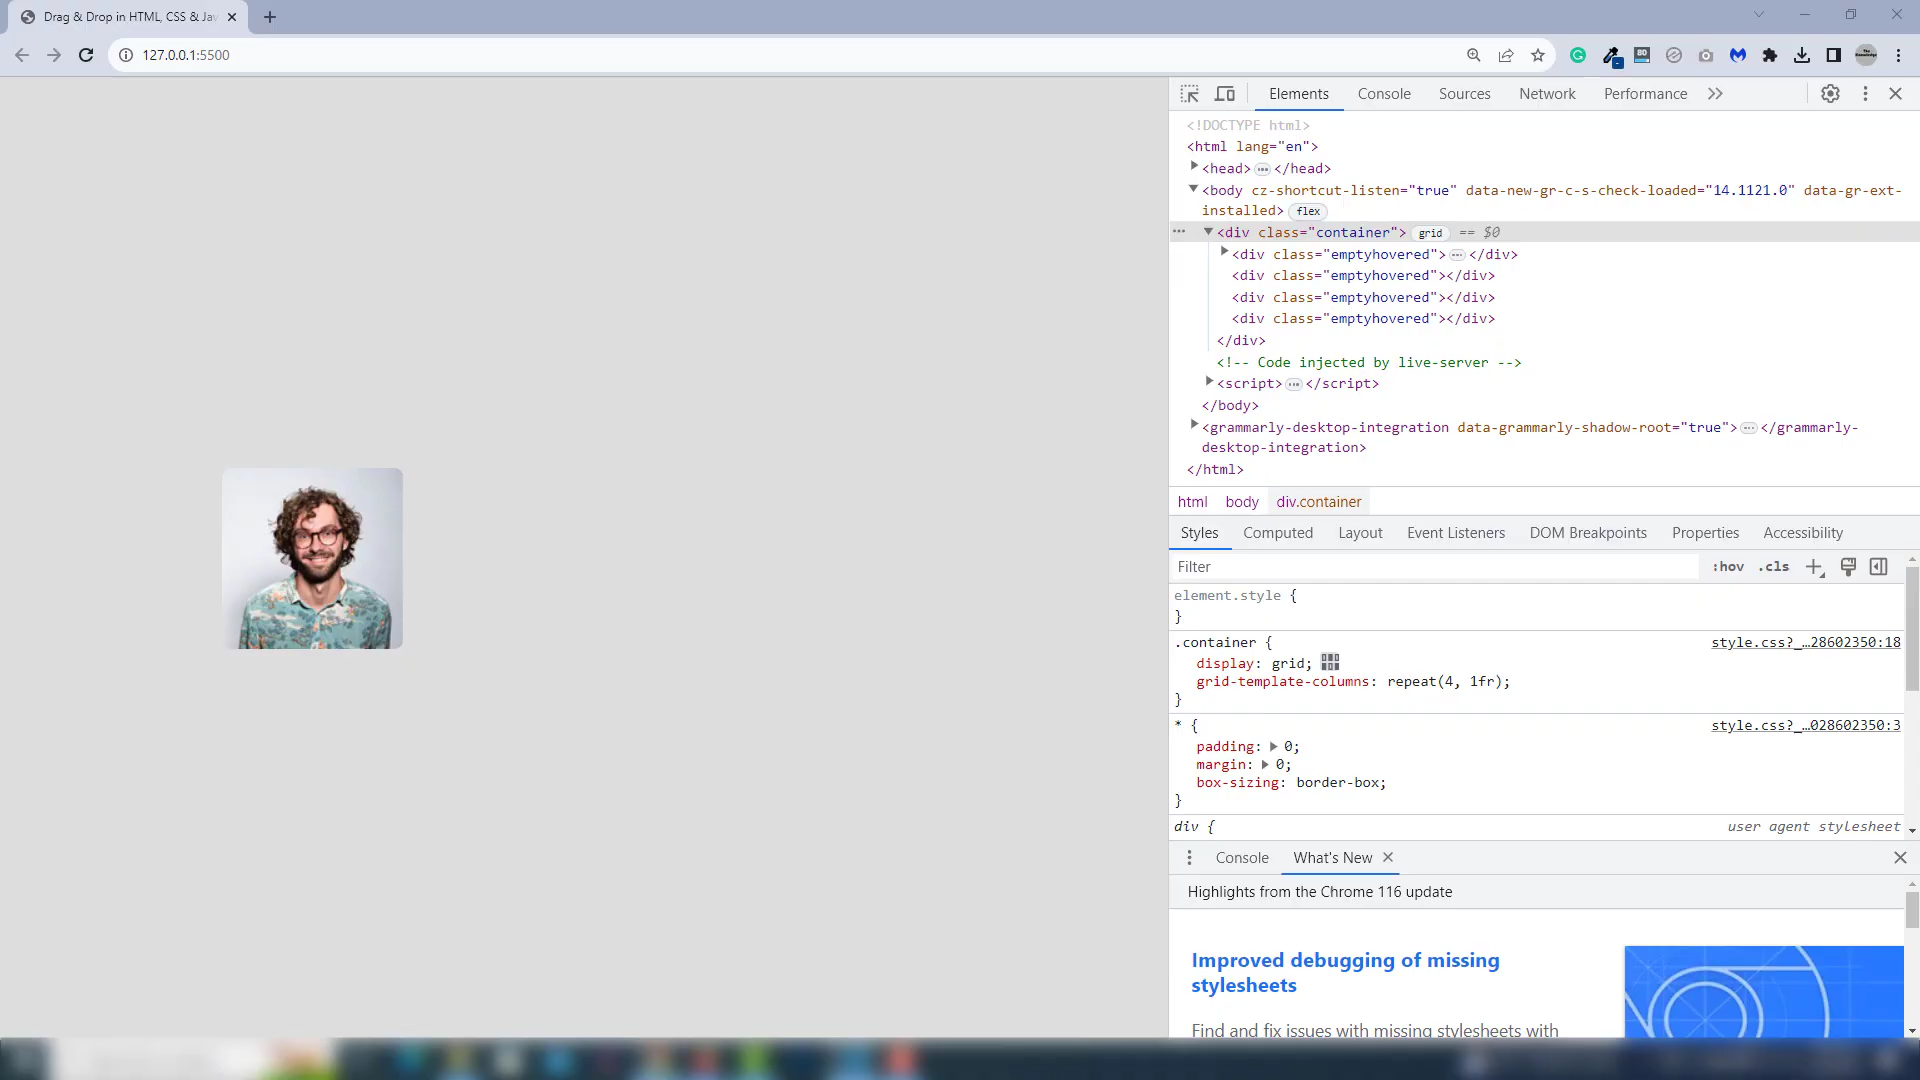 Drag & Drop in HTML, CSS & Jav
127.0.0.1:5500
80
Elements Console Sources Network Performance
<!DOCTYPE html>
<html lang="en">
<head> ••• </head>
<body cz-shortcut-listen="true" data-new-gr-c-s-check-loaded="14.1121.0" data-gr-ext-
installed> flex
••• <div class="container"> grid == $0
<div class="emptyhovered"> ••• </div>
<div class="emptyhovered"></div>
<div class="emptyhovered"></div>
<div class="emptyhovered"></div>
</div>
<!-- Code injected by live-server -->
<script> ••• </script>
</body>
<grammarly-desktop-integration data-grammarly-shadow-root="true"> ••• </grammarly-
desktop-integration>
</html>
html body div.container
Styles Computed Layout Event Listeners DOM Breakpoints Properties Accessibility
Filter :hov .cls
element.style {
}
.container { style.css?_…28602350:18
display: grid;
grid-template-columns: repeat(4, 1fr);
}
* { style.css?_…028602350:3
padding: 0;
margin: 0;
box-sizing: border-box;
}
div { user agent stylesheet
Console What's New
Highlights from the Chrome 116 update
Improved debugging of missing
stylesheets
Find and fix issues with missing stylesheets with